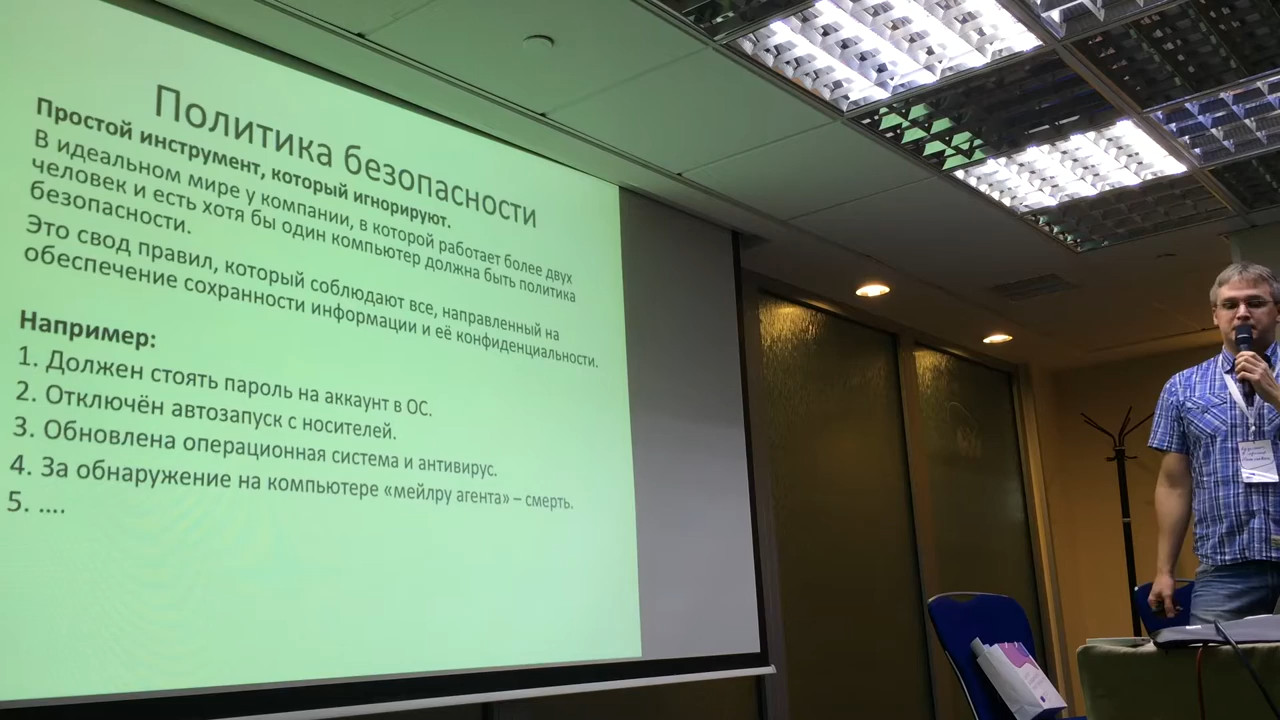 Политика безопасности
Простой инструмент, который игнорируют.
В идеальном мире у компании, в которой работает более двух
человек и есть хотя бы один компьютер должна быть политика
безопасности.
Это свод правил, который соблюдают все, направленный на
обеспечение сохранности информации и её конфиденциальности.
Например:
1. Должен стоять пароль на аккаунт в ОС.
2. Отключён автозапуск с носителей.
3. Обновлена операционная система и антивирус.
4. За обнаружение на компьютере «мейлру агента» – смерть.
5. ....